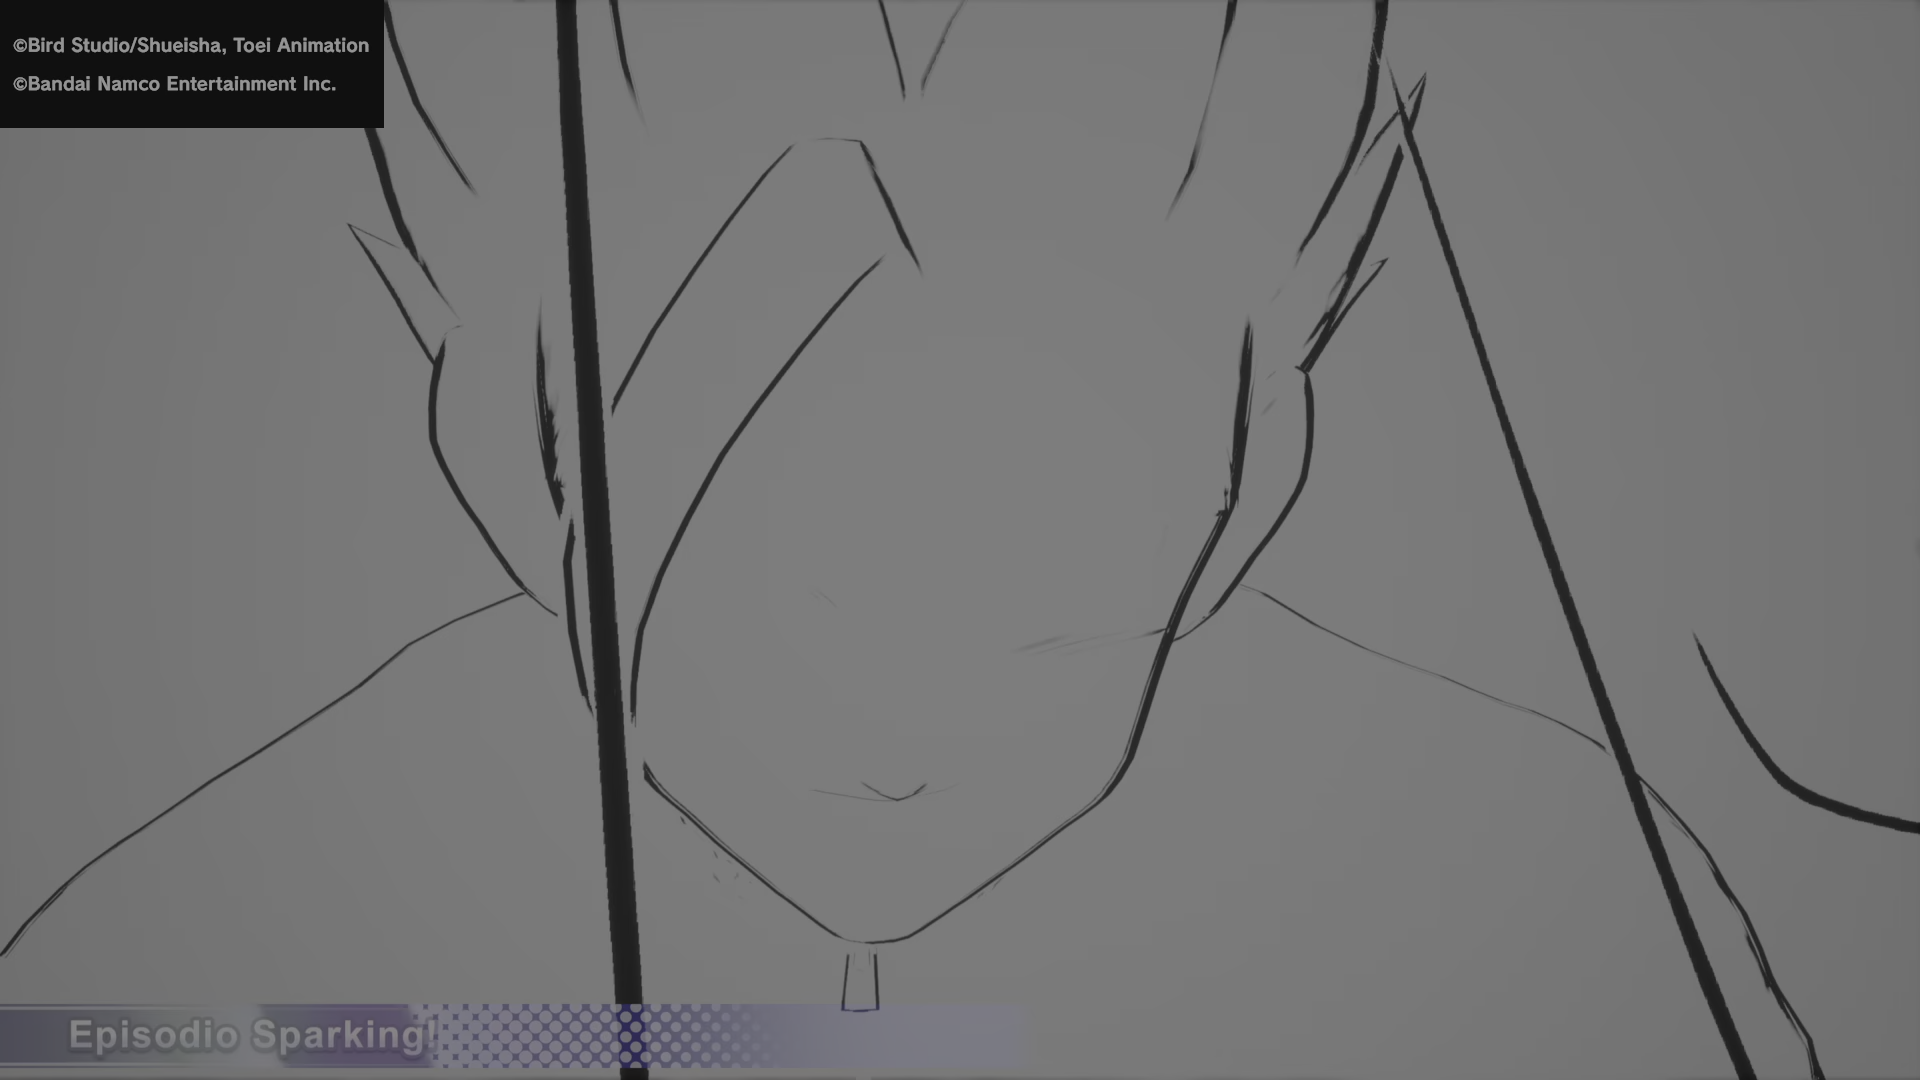 ©Bird Studio/Shueisha, Toei Animation
©Bandai Namco Entertainment Inc.
Episodio Sparking!